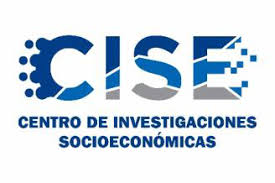 CISE
CENTRO DE INVESTIGACIONES
SOCIOECONÓMICAS